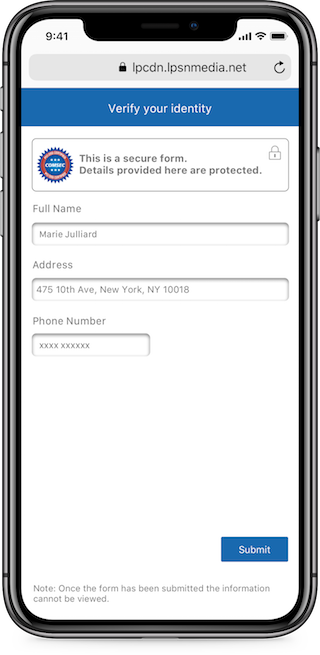 9:41
lpcdn.lpsnmedia.net
Verify your identity
COMSEC
This is a secure form.
Details provided here are protected.
Full Name
Marie Julliard
Address
475 10th Ave, New York, NY 10018
Phone Number
xxxx xxxxxx
Submit
Note: Once the form has been submitted the information
cannot be viewed.